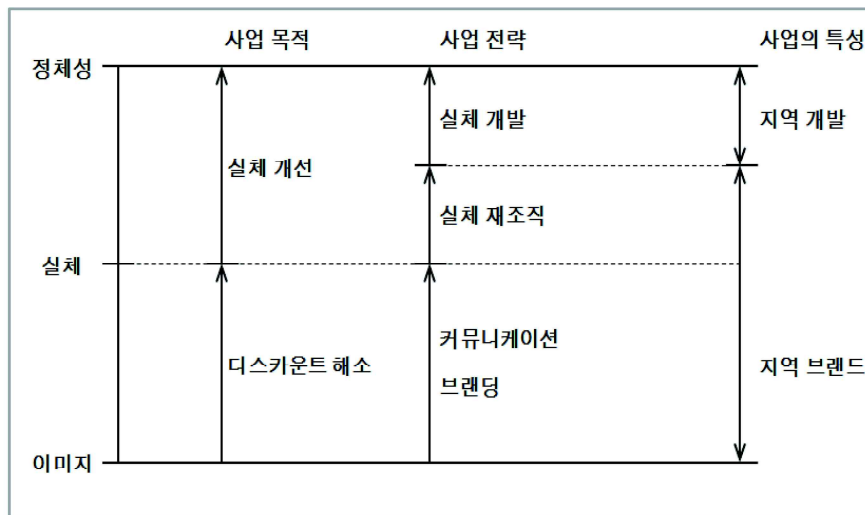 사업 목적
사업 전략
사업의 특성
정체성
실체 개발
지역 개발
실체 개선
실체 재조직
실체
커뮤니케이션
브랜딩
디스키운트 해소
지역 브랜드
이미지